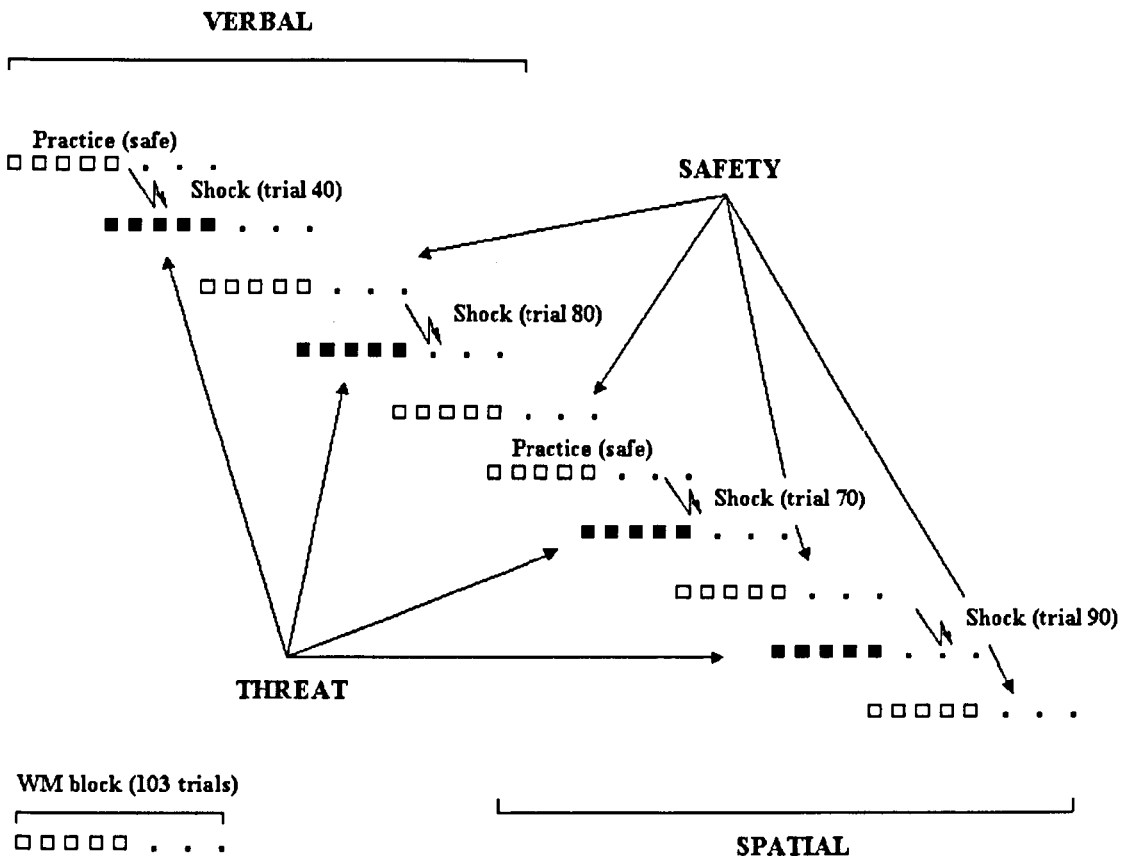 VERBAL
Practice (safe)
SAFETY
Shock (trial 40)
Shock (trial 80)
Practice (safe)
Shock (trial 70)
Shock (trial 90)
THREAT
WM block (103 trials)
SPATIAL